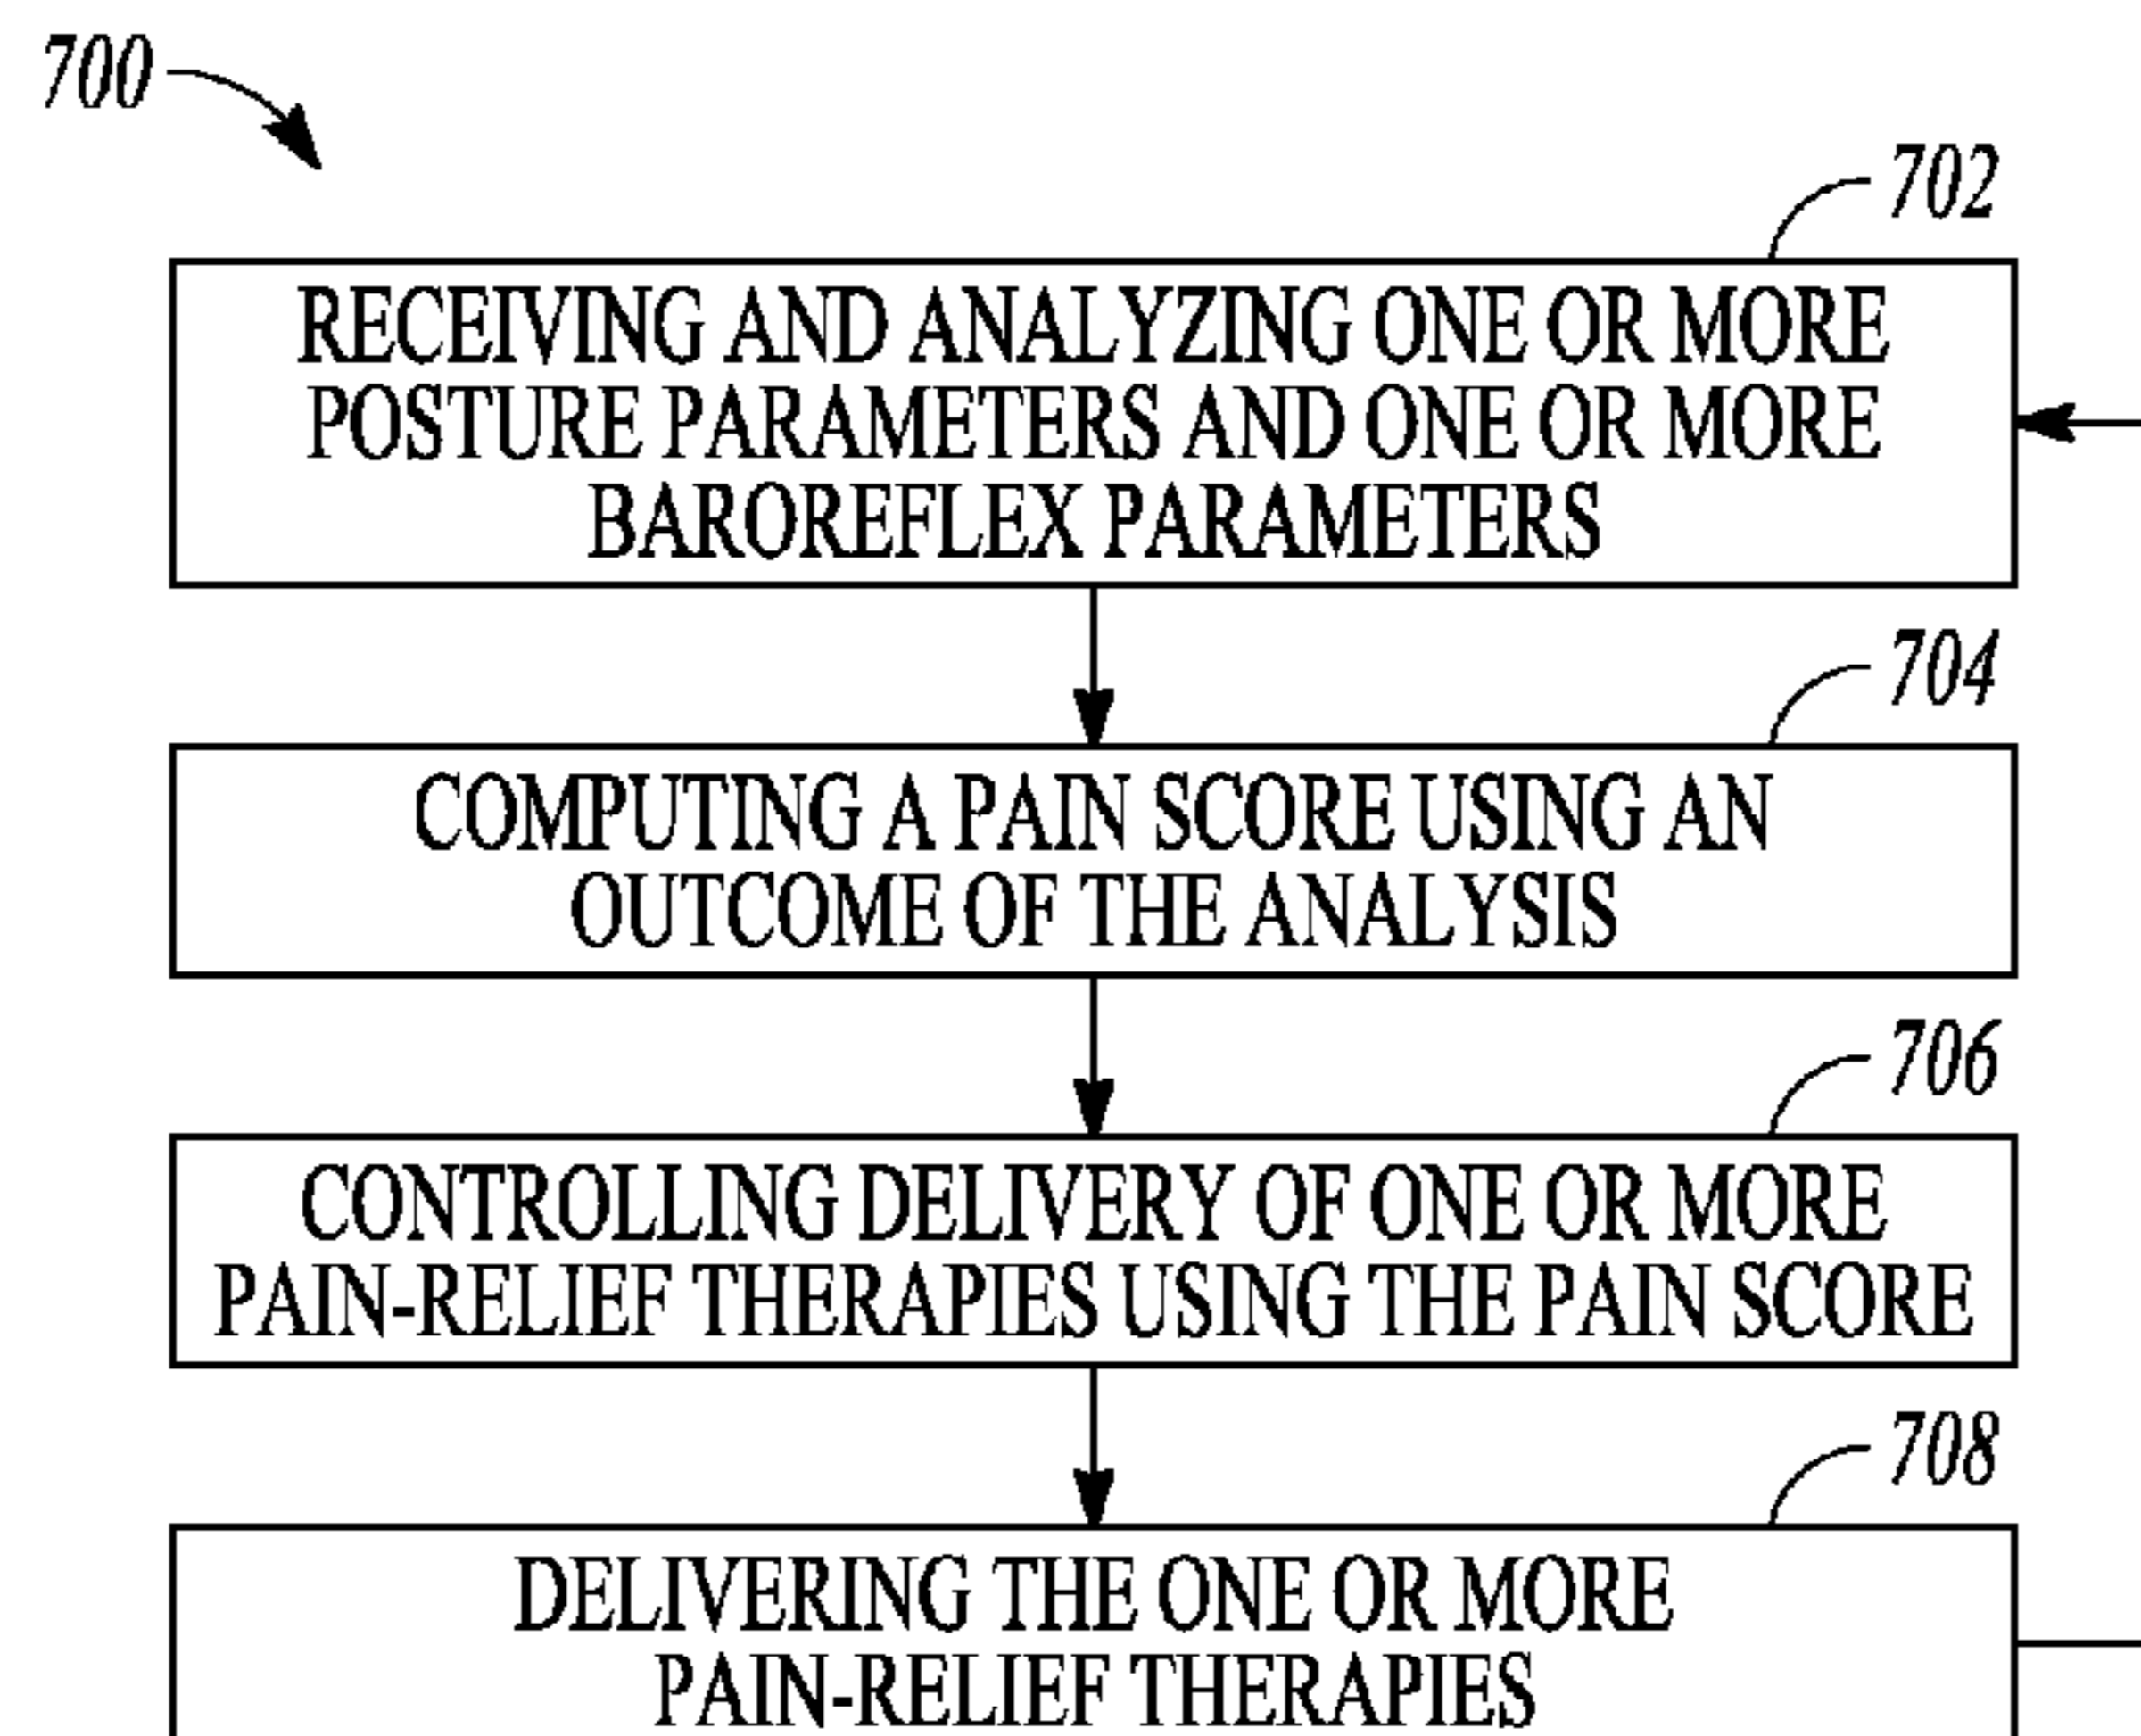 700
702
RECEIVING AND ANALYZING ONE OR MORE
POSTURE PARAMETERS AND ONE OR MORE
BAROREFLEX PARAMETERS
704
COMPUTING A PAIN SCORE USING AN
OUTCOME OF THE ANALYSIS
706
CONTROLLING DELIVERY OF ONE OR MORE
PAIN-RELIEF THERAPIES USING THE PAIN SCORE
708
DELIVERING THE ONE OR MORE
PAIN-RELIEF THERAPIES